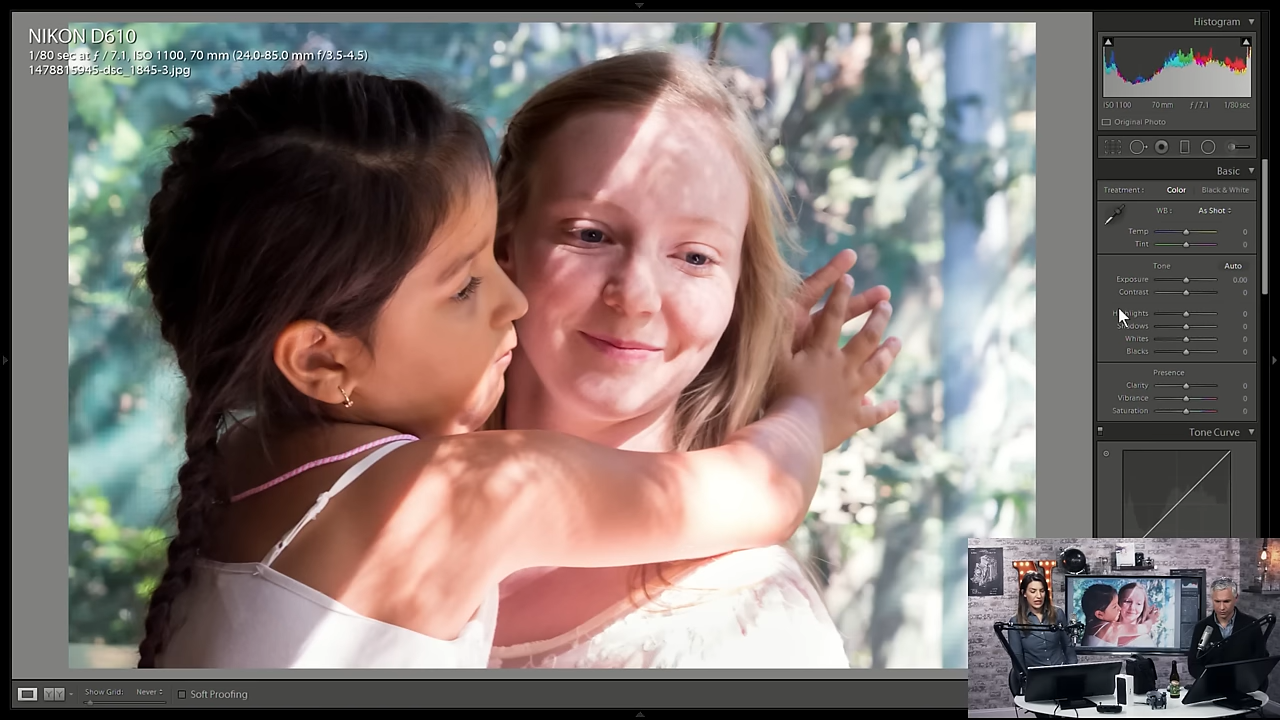 NIKON D610
1/80 sec at ƒ / 7.1, ISO 1100, 70 mm (24.0-85.0 mm f/3.5-4.5)
1478815945-dsc_1845-3.jpg
Histogram
ISO 1100 70 mm ƒ / 7.1 1/80 sec
Original Photo
Basic
Treatment : Color Black & White
WB : As Shot
Temp 0
Tint 0
Tone Auto
Exposure 0.00
Contrast 0
Highlights 0
Shadows 0
Whites 0
Blacks 0
Presence
Clarity 0
Vibrance 0
Saturation 0
Tone Curve
Show Grid: Never
Soft Proofing